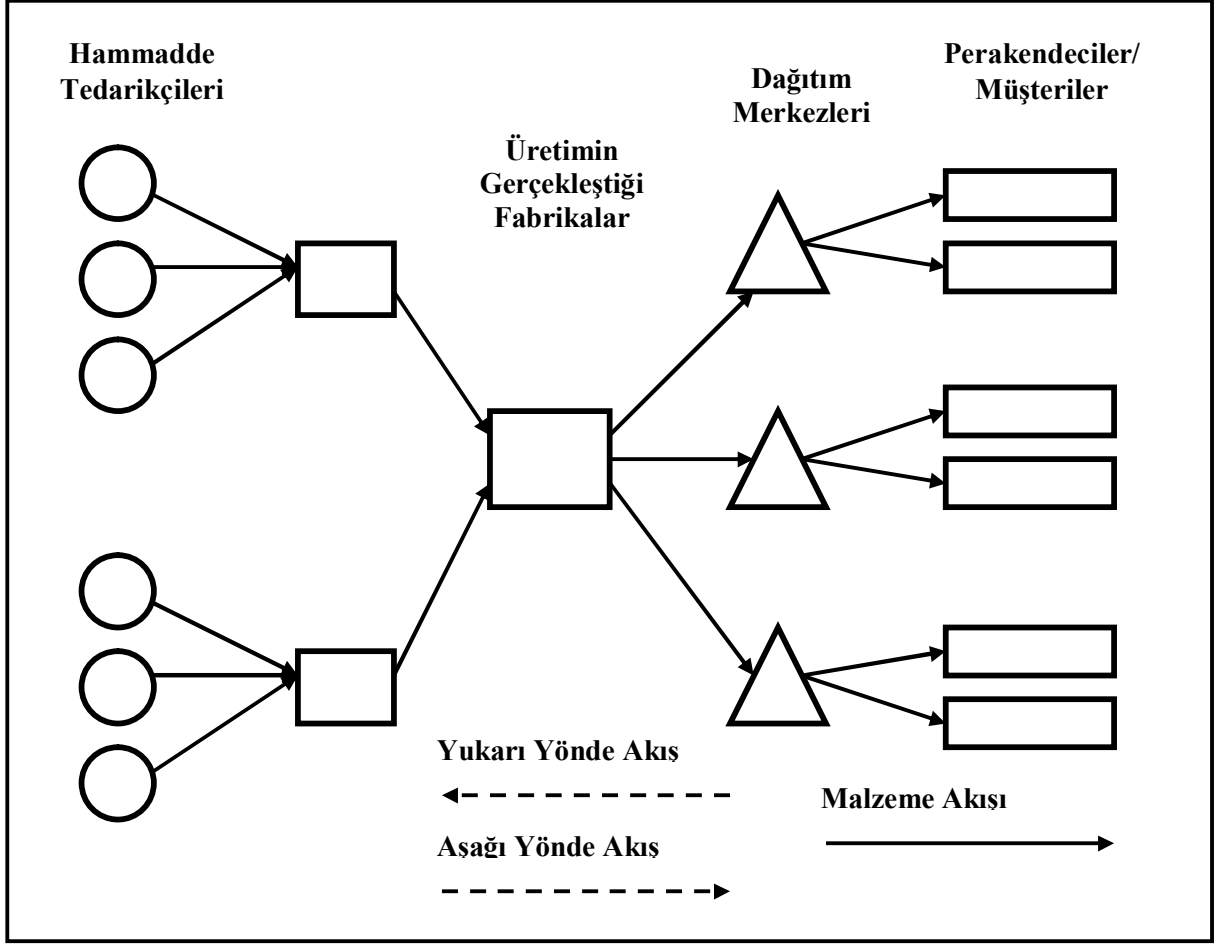 Hammadde
Tedarikçileri
Üretimin
Gerçekleştiği
Fabrikalar
Dağıtım
Merkezleri
Perakendeciler/
Müşteriler
Yukarı Yönde Akış
Malzeme Akışı
Aşağı Yönde Akış